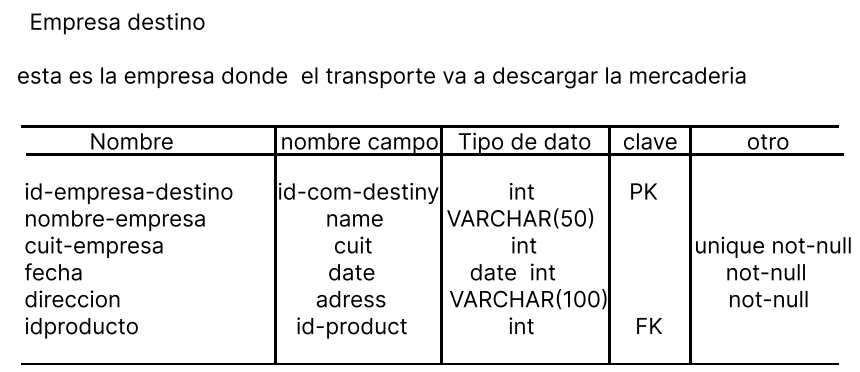 Empresa destino
esta es la empresa donde el transporte va a descargar la mercaderia
Nombre nombre campo Tipo de dato clave otro
id-empresa-destino id-com-destiny int PK
nombre-empresa name VARCHAR(50)
cuit-empresa cuit int unique not-null
fecha date date int not-null
direccion adress VARCHAR(100) not-null
idproducto id-product int FK